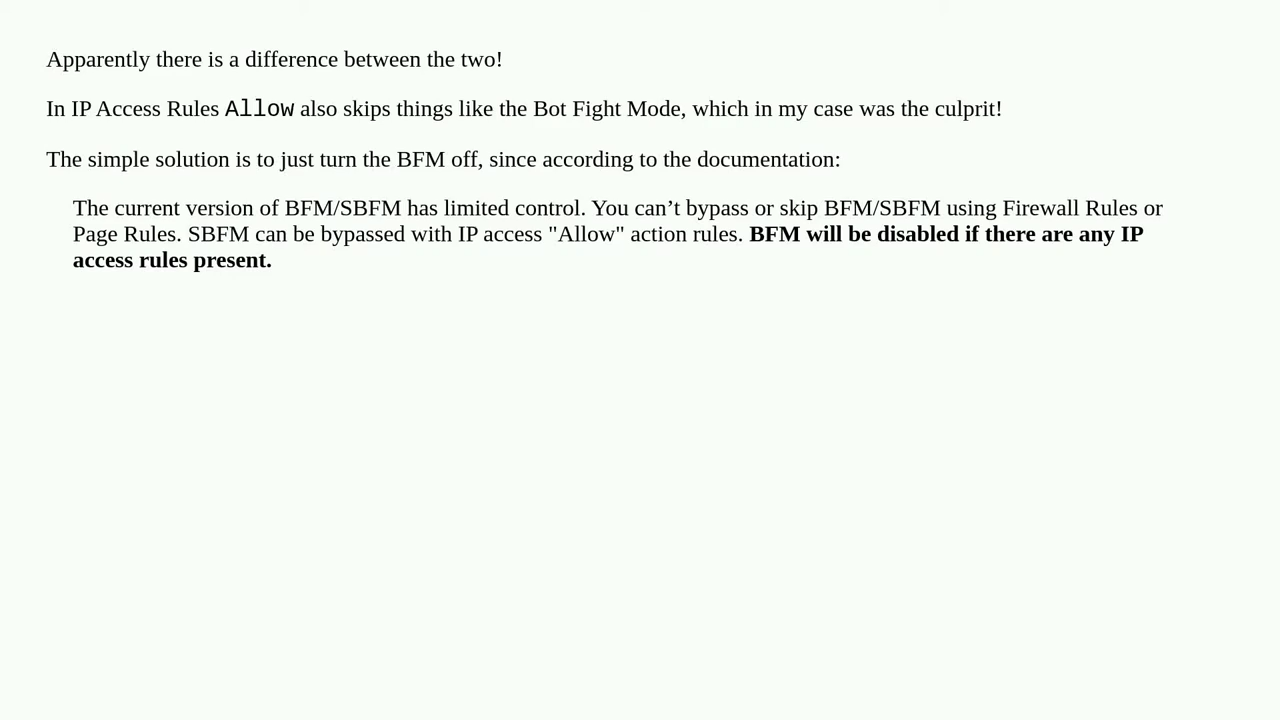 Apparently there is a difference between the two!
In IP Access Rules Allow also skips things like the Bot Fight Mode, which in my case was the culprit!
The simple solution is to just turn the BFM off, since according to the documentation:
The current version of BFM/SBFM has limited control. You can’t bypass or skip BFM/SBFM using Firewall Rules or
Page Rules. SBFM can be bypassed with IP access "Allow" action rules. BFM will be disabled if there are any IP
access rules present.